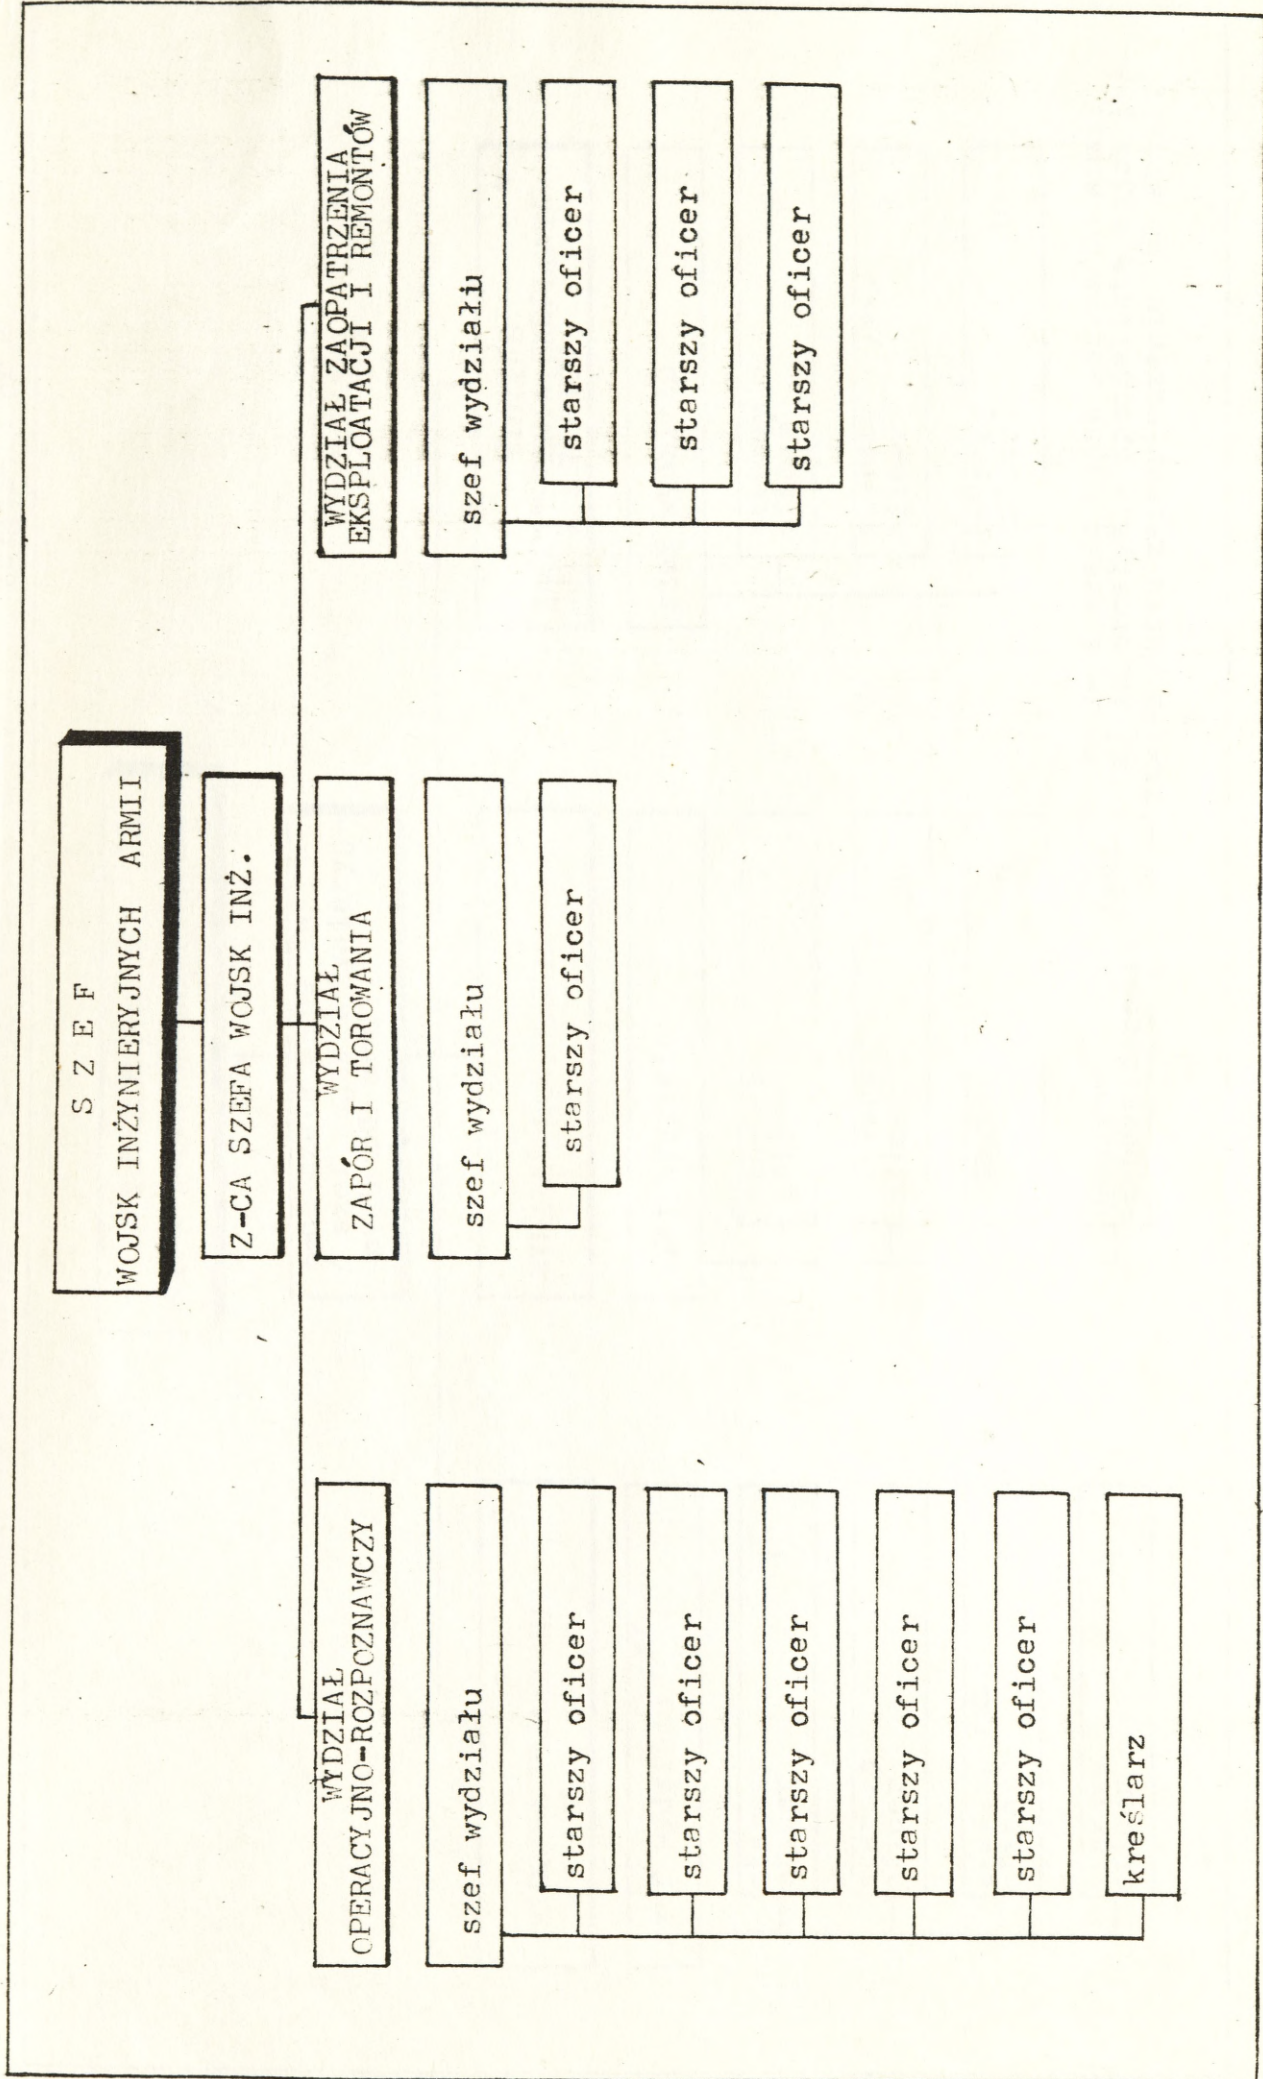 S Z E F
WOJSK INŻYNIERYJNYCH ARMII
Z-CA SZEFA WOJSK INŻ.
WYDZIAŁ
OPERACYJNO-ROZPOZNAWCZY
szef wydziału
starszy oficer
starszy oficer
starszy oficer
starszy oficer
starszy oficer
kreślarz
WYDZIAŁ
ZAPÓR I TOROWANIA
szef wydziału
starszy oficer
WYDZIAŁ ZAOPATRZENIA
EKSPLOATACJI I REMONTÓW
szef wydziału
starszy oficer
starszy oficer
starszy oficer